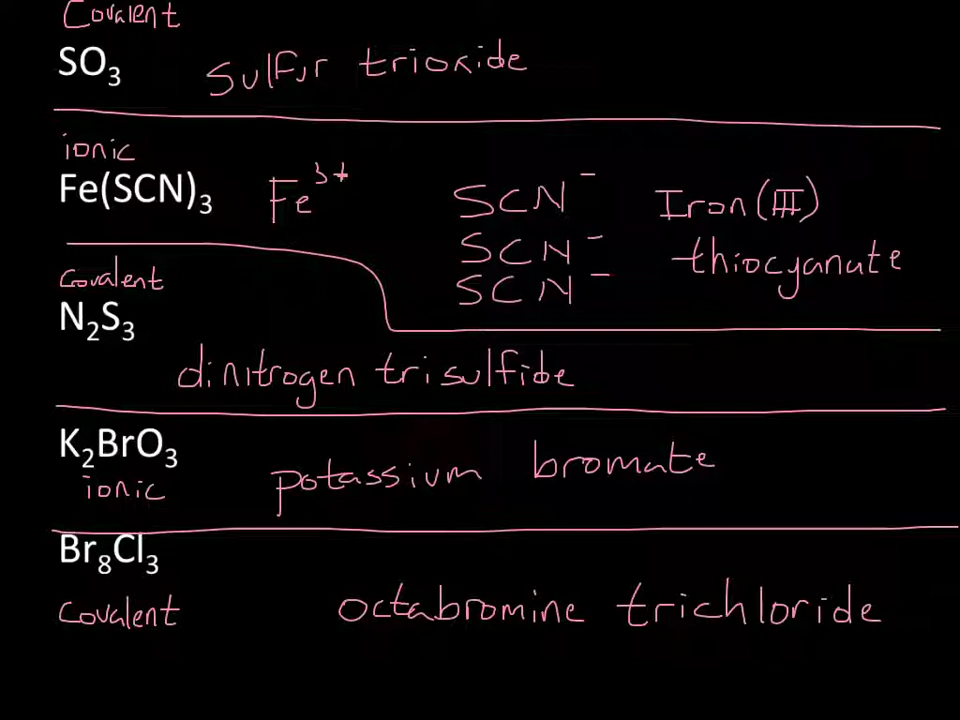 Covalent
SO₃ sulfur trioxide
ionic
Fe(SCN)₃ Fe³⁺ SCN⁻ Iron(III)
SCN⁻ thiocyanate
SCN⁻
Covalent
N₂S₃
dinitrogen trisulfide
K₂BrO₃ potassium bromate
ionic
Br₈Cl₃
Covalent octabromine trichloride